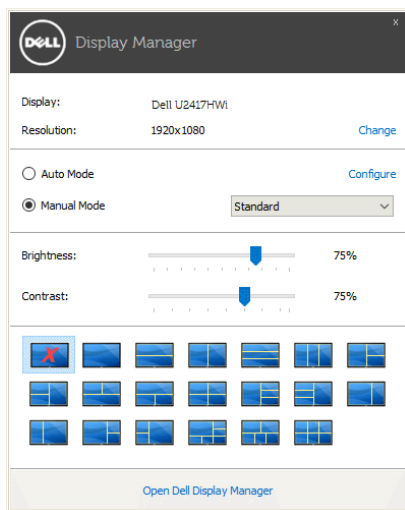 DELL Display Manager
x
Display: Dell U2417HWi
Resolution: 1920x1080 Change
Auto Mode Configure
Manual Mode Standard
Brightness: 75%
Contrast: 75%
Open Dell Display Manager